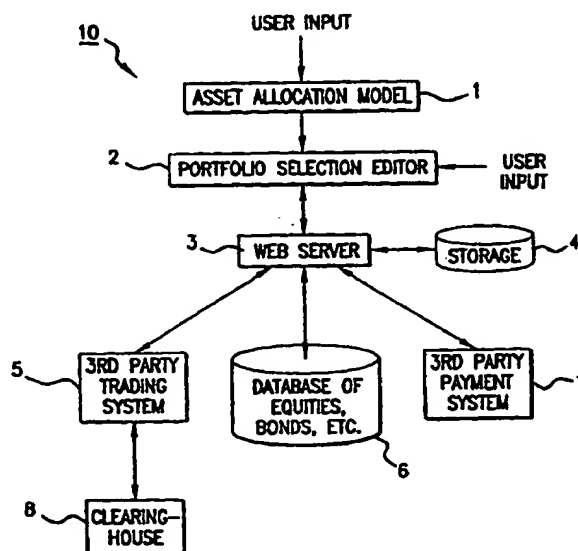 USER INPUT
10
ASSET ALLOCATION MODEL
1
2
PORTFOLIO SELECTION EDITOR
USER
INPUT
3
WEB SERVER
STORAGE
4
5
3RD PARTY
TRADING
SYSTEM
DATABASE OF
EQUITIES,
BONDS, ETC.
6
3RD PARTY
PAYMENT
SYSTEM
8
CLEARING-
HOUSE